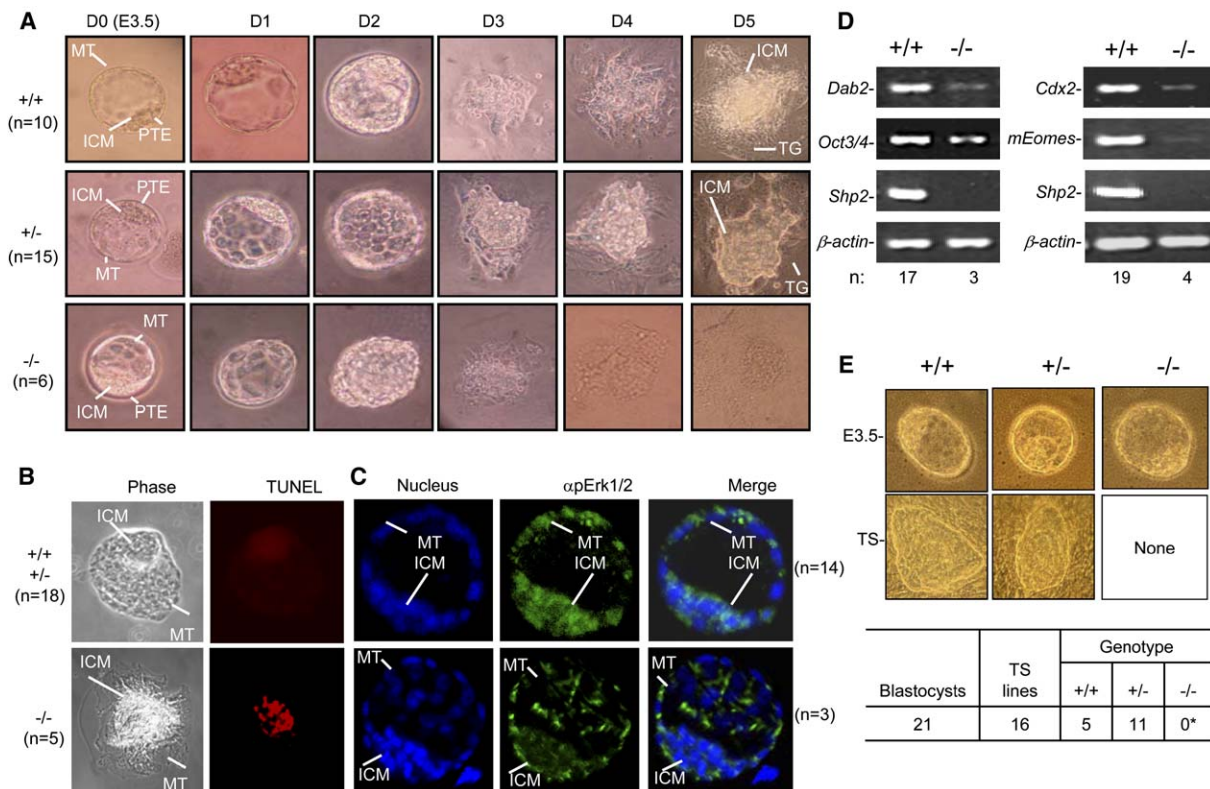 A
D0 (E3.5) D1 D2 D3 D4 D5
MT
ICM PTE
ICM
TG
+/+
(n=10)
ICM PTE
MT
ICM
TG
+/-
(n=15)
MT
ICM PTE
-/-
(n=6)
B
Phase TUNEL
ICM
MT
+/+
+/-
(n=18)
ICM
MT
-/-
(n=5)
C
Nucleus αpErk1/2 Merge
MT MT MT
ICM ICM ICM
(n=14)
MT MT MT
ICM ICM ICM
(n=3)
D
+/+ -/- +/+ -/-
Dab2- Cdx2-
Oct3/4- mEomes-
Shp2- Shp2-
β-actin- β-actin-
n: 17 3 19 4
E
+/+ +/- -/-
E3.5-
TS- None
Genotype
Blastocysts TS lines +/+ +/- -/-
21 16 5 11 0*